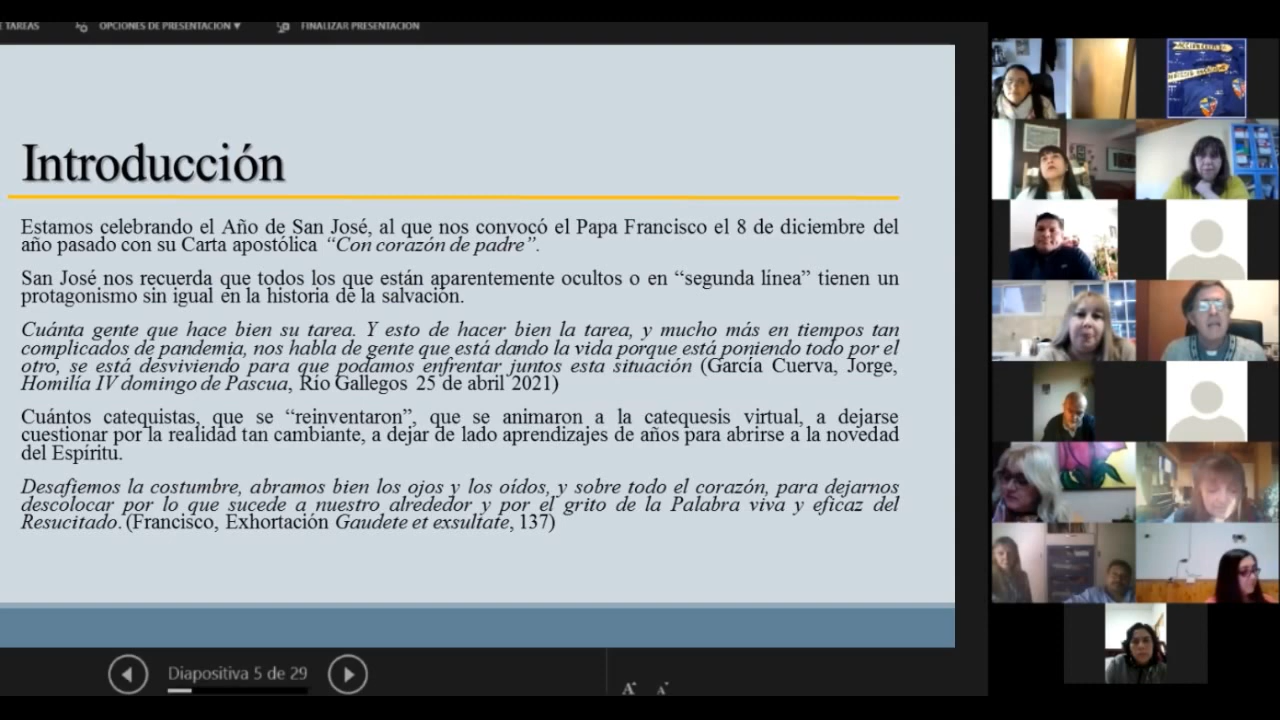 E TAREAS OPCIONES DE PRESENTACIÓN ▼ FINALIZAR PRESENTACIÓN
Introducción
Estamos celebrando el Año de San José, al que nos convocó el Papa Francisco el 8 de diciembre del
año pasado con su Carta apostólica “Con corazón de padre”.
San José nos recuerda que todos los que están aparentemente ocultos o en “segunda línea” tienen un
protagonismo sin igual en la historia de la salvación.
Cuánta gente que hace bien su tarea. Y esto de hacer bien la tarea, y mucho más en tiempos tan
complicados de pandemia, nos habla de gente que está dando la vida porque está poniendo todo por el
otro, se está desviviendo para que podamos enfrentar juntos esta situación (García Cuerva, Jorge,
Homilía IV domingo de Pascua, Río Gallegos 25 de abril 2021)
Cuántos catequistas, que se “reinventaron”, que se animaron a la catequesis virtual, a dejarse
cuestionar por la realidad tan cambiante, a dejar de lado aprendizajes de años para abrirse a la novedad
del Espíritu.
Desafiemos la costumbre, abramos bien los ojos y los oídos, y sobre todo el corazón, para dejarnos
descolocar por lo que sucede a nuestro alrededor y por el grito de la Palabra viva y eficaz del
Resucitado. (Francisco, Exhortación Gaudete et exsultate, 137)
Diapositiva 5 de 29
A A